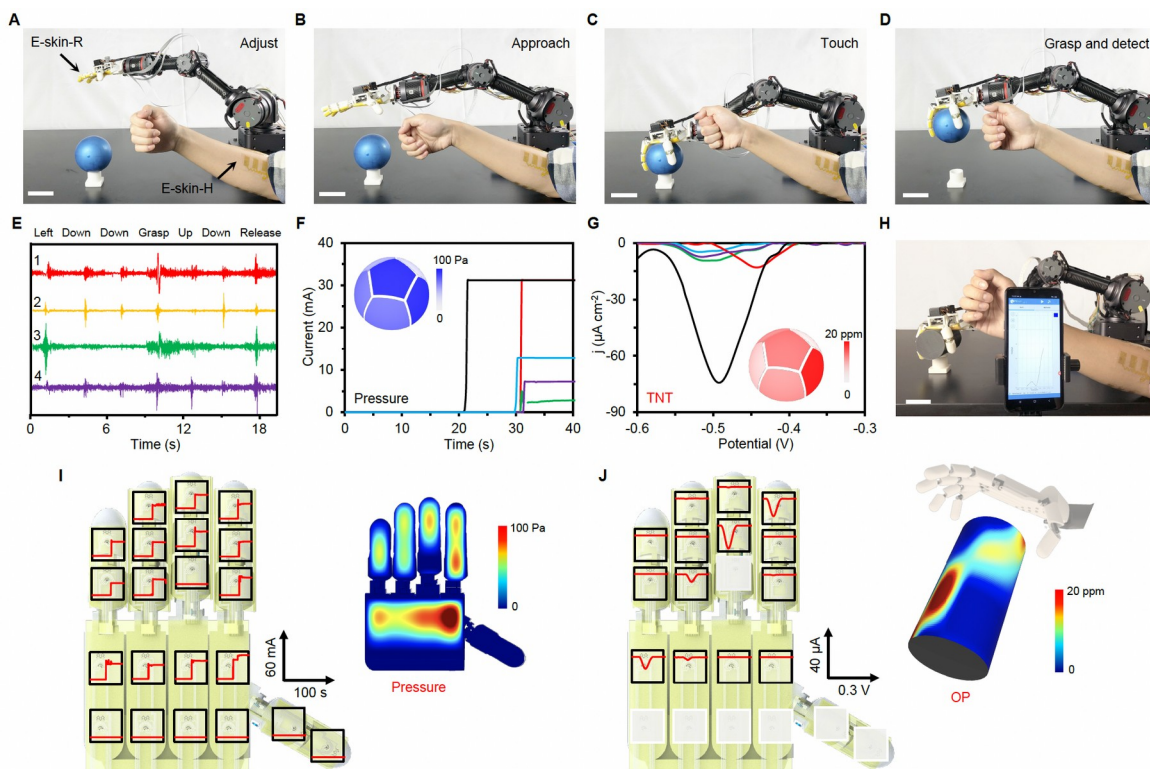 A
E-skin-R
Adjust
E-skin-H
B
Approach
C
Touch
D
Grasp and detect
E
Left Down Down Grasp Up Down Release
1
2
3
4
0 6 12 18
Time (s)
F
40
30
20
10
0
Current (mA)
100 Pa
0
Pressure
0 10 20 30 40
Time (s)
G
0
-30
-60
-90
j (μA cm⁻²)
20 ppm
0
TNT
-0.6 -0.5 -0.4 -0.3
Potential (V)
H
I
60 mA
100 s
100 Pa
0
Pressure
J
40 μA
0.3 V
20 ppm
0
OP